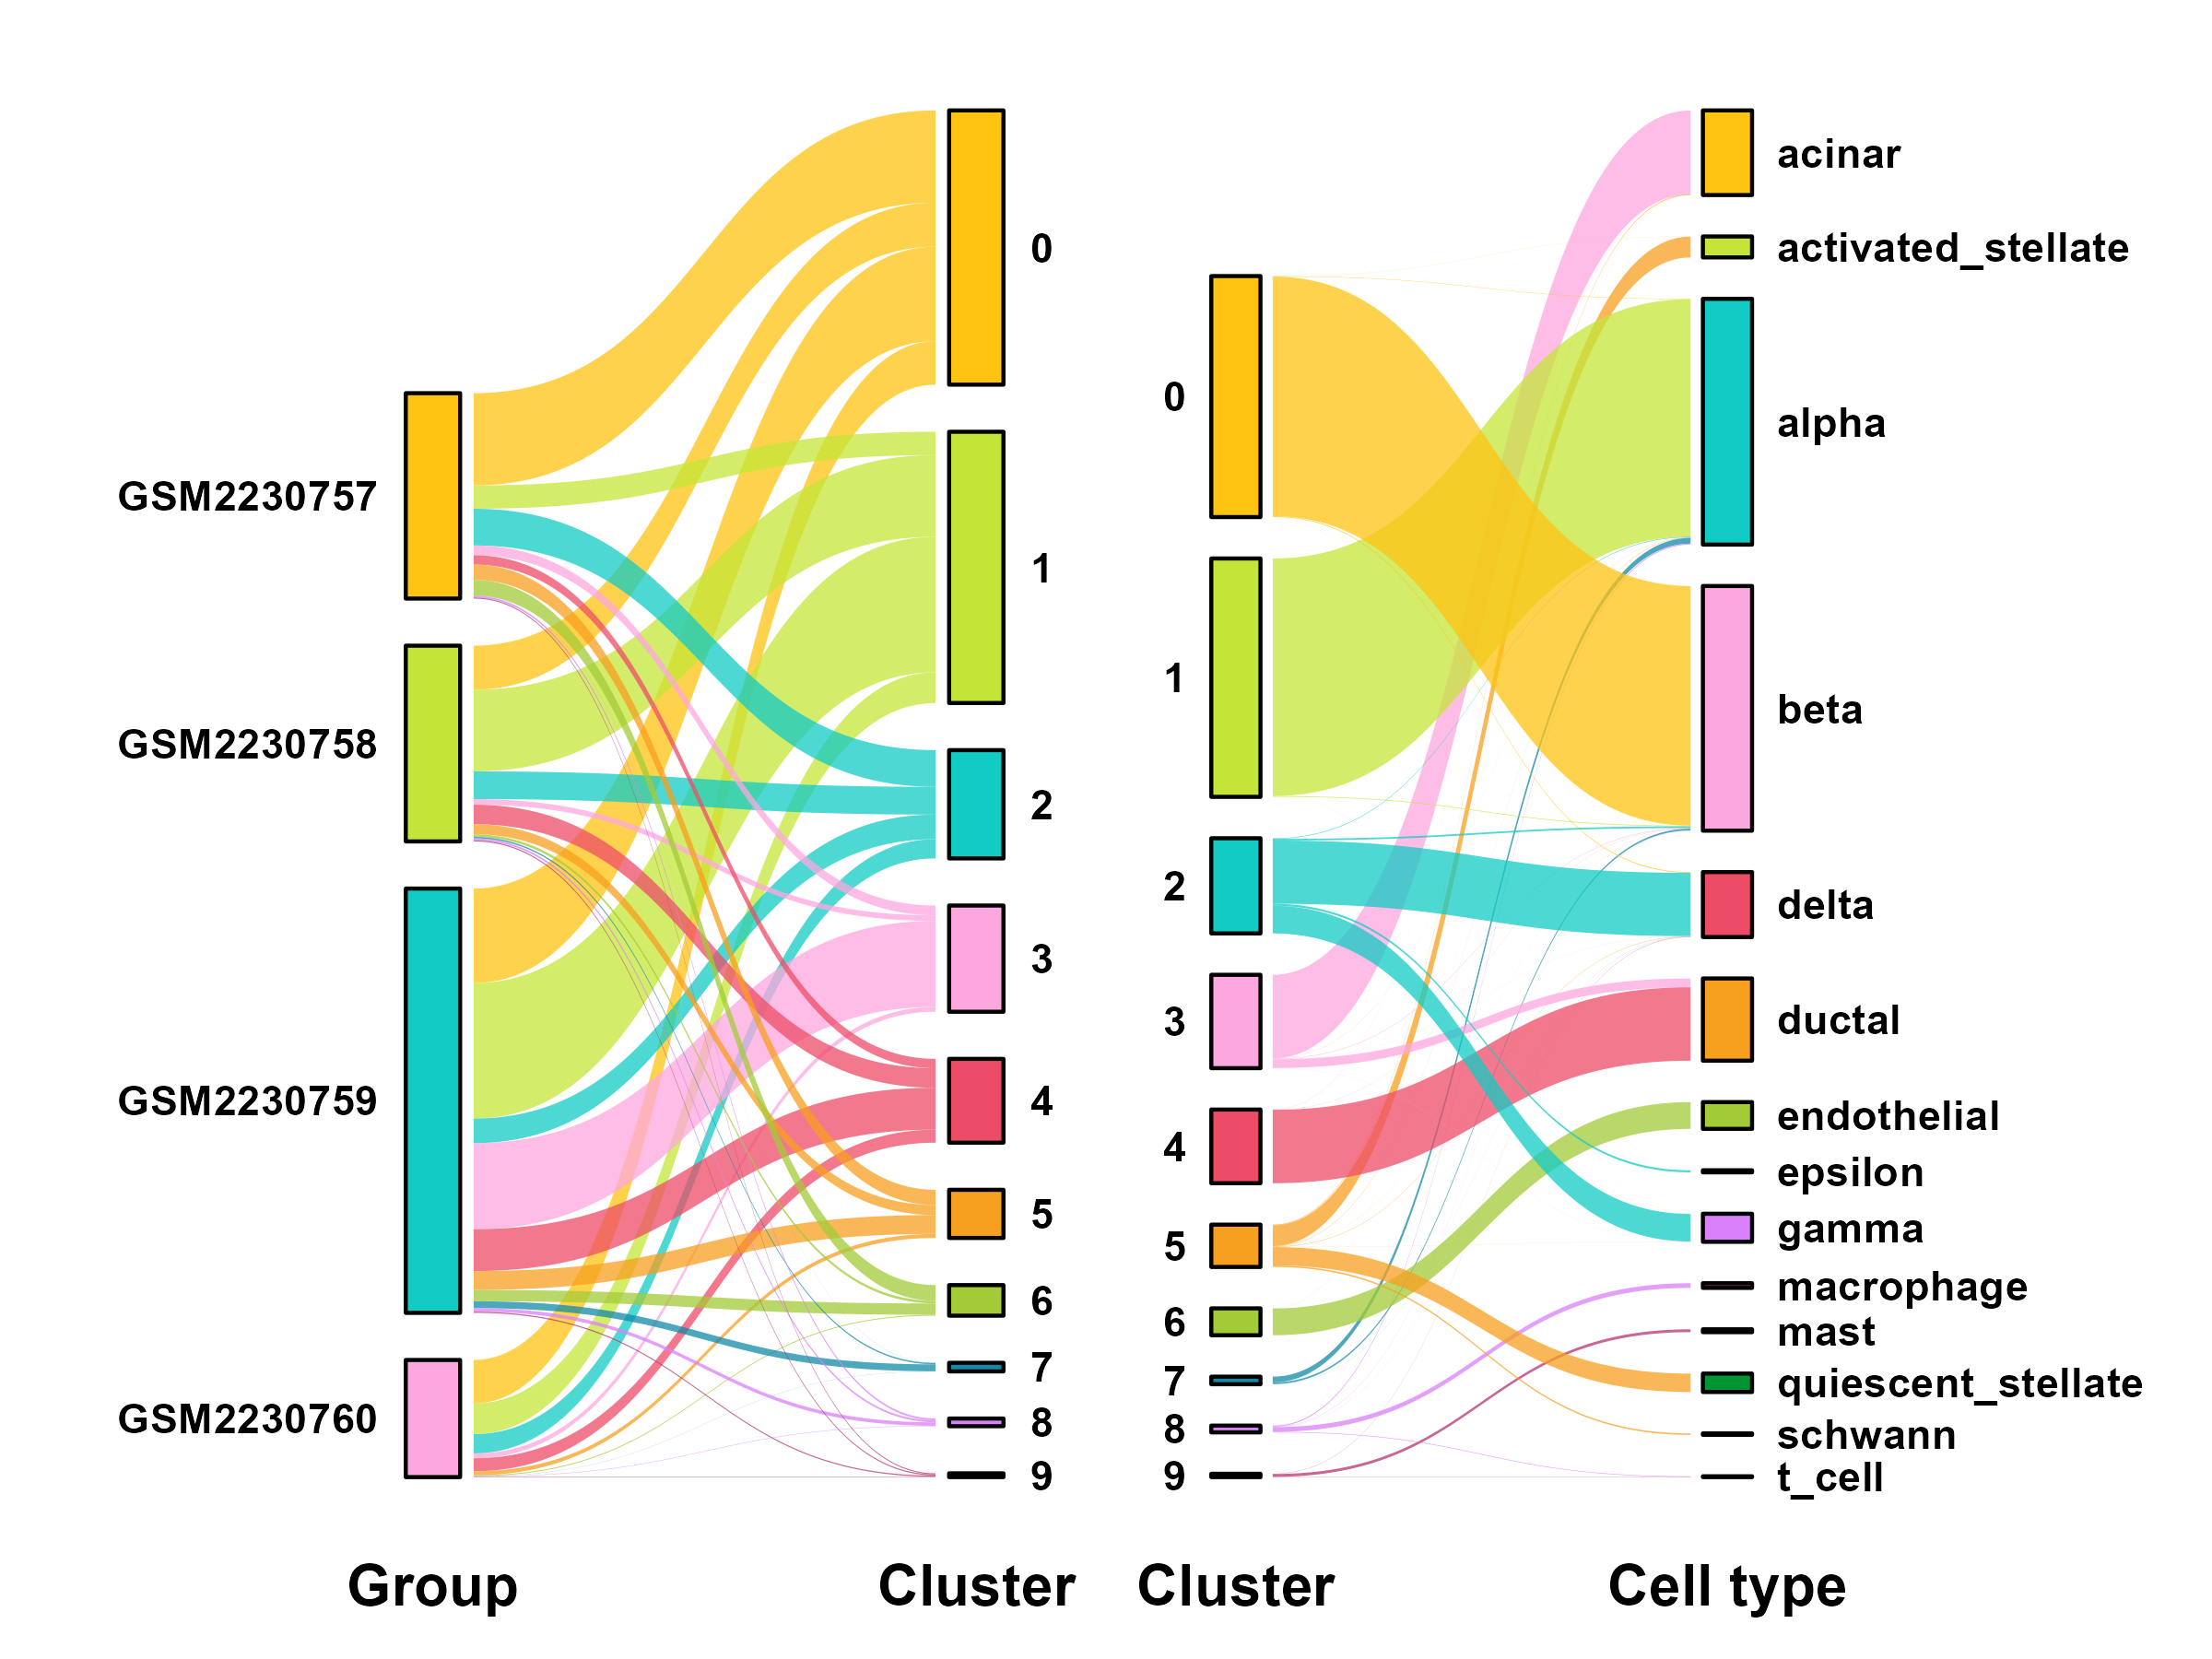 GSM2230757
GSM2230758
GSM2230759
GSM2230760
0
1
2
3
4
5
6
7
8
9
0
1
2
3
4
5
6
7
8
9
acinar
activated_stellate
alpha
beta
delta
ductal
endothelial
epsilon
gamma
macrophage
mast
quiescent_stellate
schwann
t_cell
Group
Cluster
Cluster
Cell type